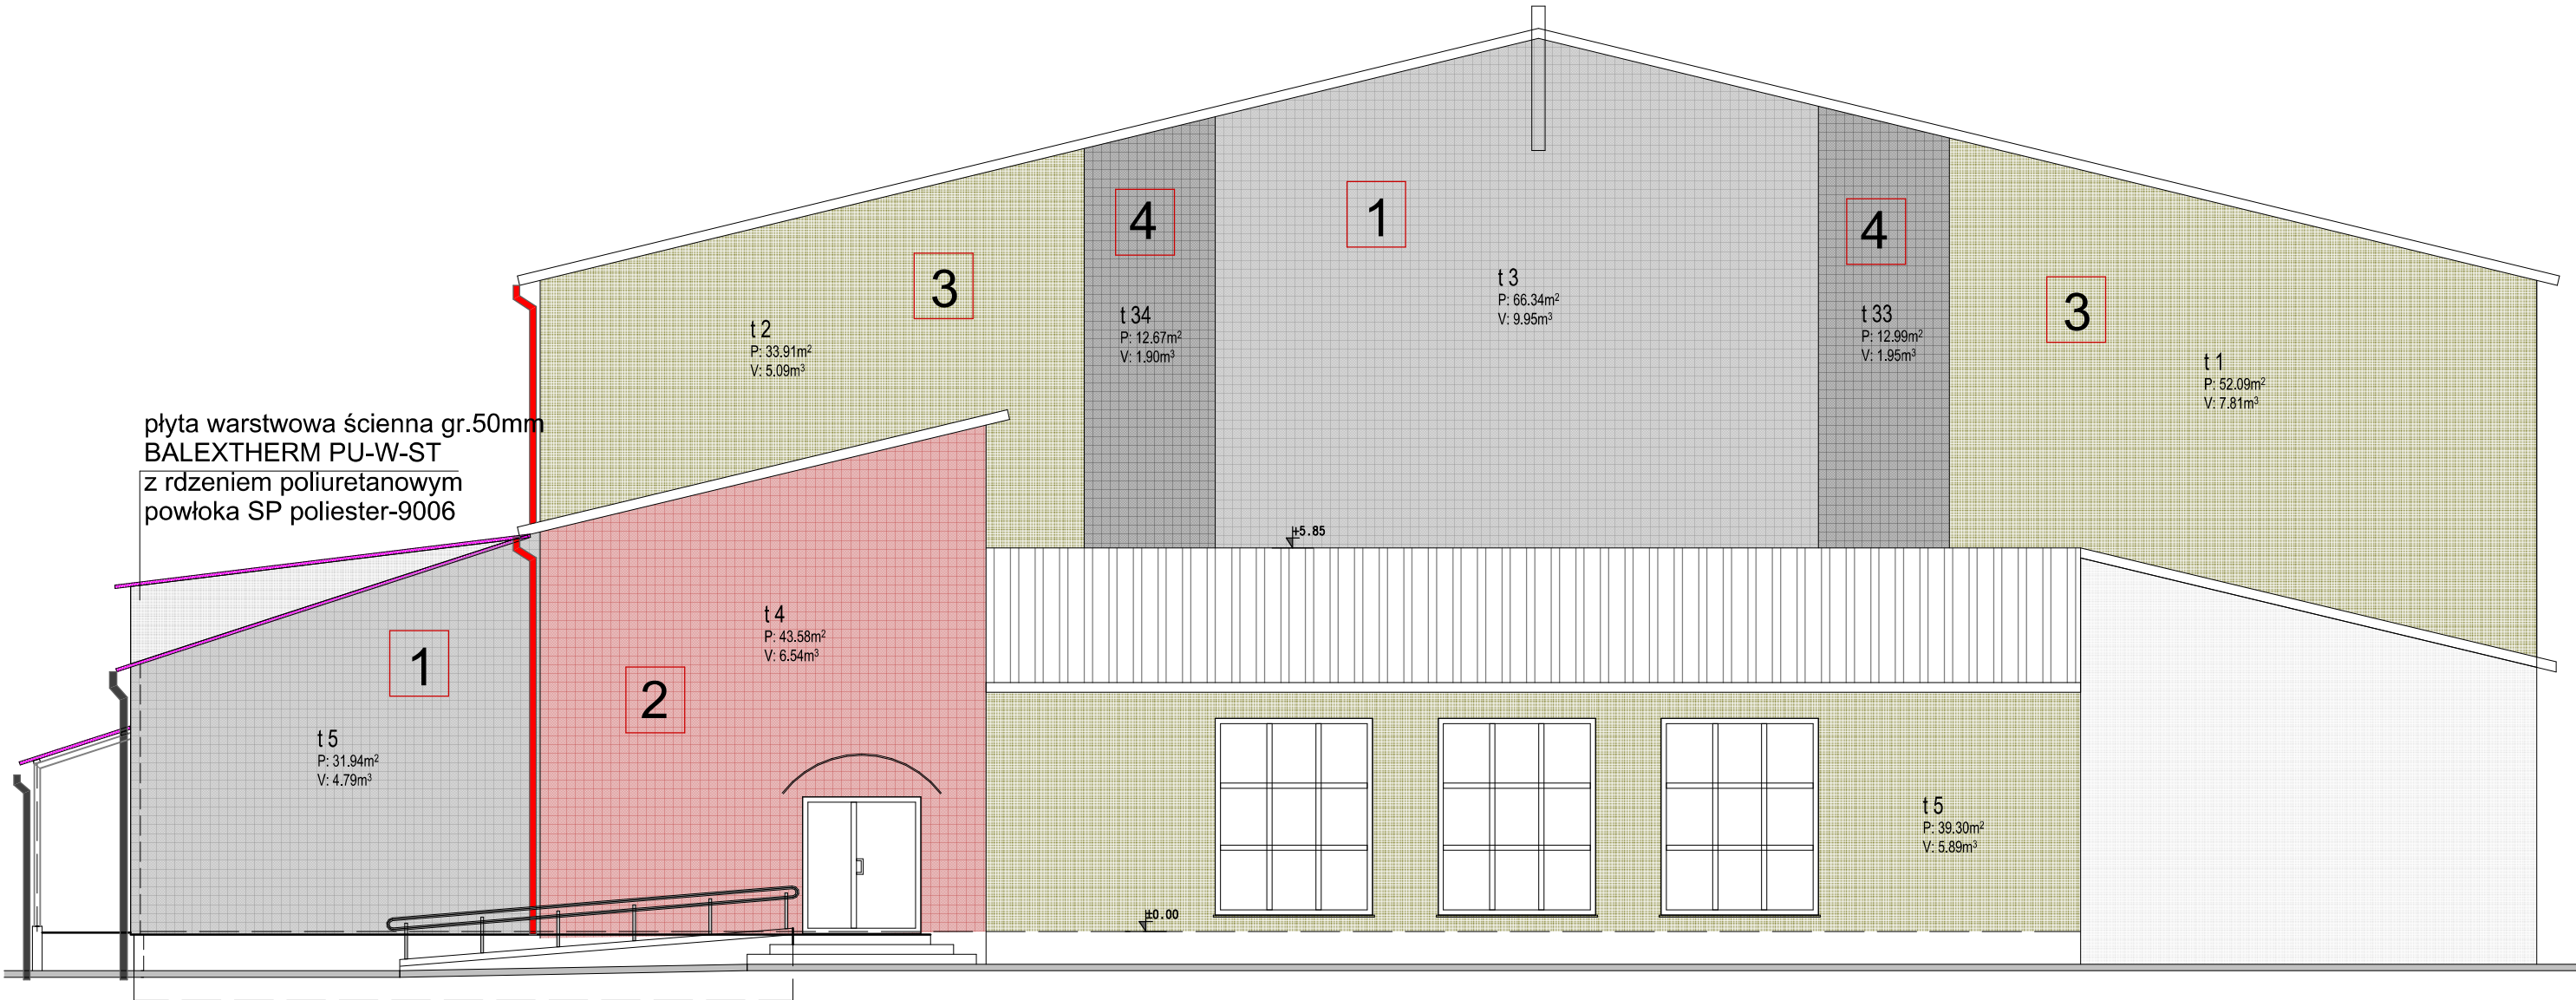 4
1
4
3
3
t 3
P: 66.34m²
V: 9.95m³
t 34
P: 12.67m²
V: 1.90m³
t 33
P: 12.99m²
V: 1.95m³
t 2
P: 33.91m²
V: 5.09m³
t 1
P: 52.09m²
V: 7.81m³
płyta warstwowa ścienna gr.50mm
BALEXTHERM PU-W-ST
z rdzeniem poliuretanowym
powłoka SP poliester-9006
+5.85
t 4
P: 43.58m²
V: 6.54m³
1
2
t 5
P: 31.94m²
V: 4.79m³
t 5
P: 39.30m²
V: 5.89m³
±0.00